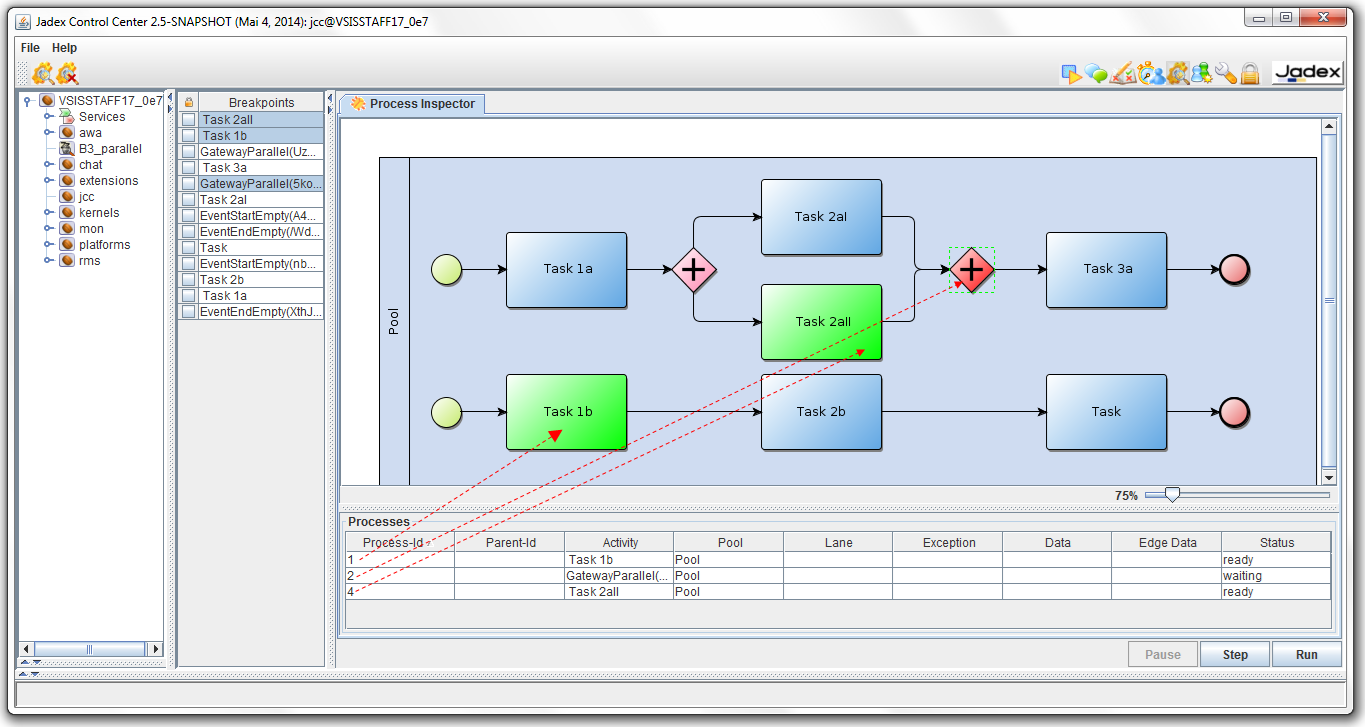 Jadex Control Center 2.5-SNAPSHOT (Mai 4, 2014): jcc@VSISSTAFF17_0e7
File Help
Jadex
VSISSTAFF17_0e7
Services
awa
B3_parallel
chat
extensions
jcc
kernels
mon
platforms
rms
Breakpoints
Task 2all
Task 1b
GatewayParallel(Uz...
Task 3a
GatewayParallel(5ko...
Task 2al
EventStartEmpty(A4...
EventEndEmpty(/Wd...
Task
EventStartEmpty(nb...
Task 2b
Task 1a
EventEndEmpty(XthJ...
Process Inspector
Pool
Task 1a
Task 2aI
Task 2aII
Task 3a
Task 1b
Task 2b
Task
75%
Processes
Process-Id Parent-Id Activity Pool Lane Exception Data Edge Data Status
1 Task 1b Pool ready
2 GatewayParallel(... Pool waiting
4 Task 2all Pool ready
Pause Step Run